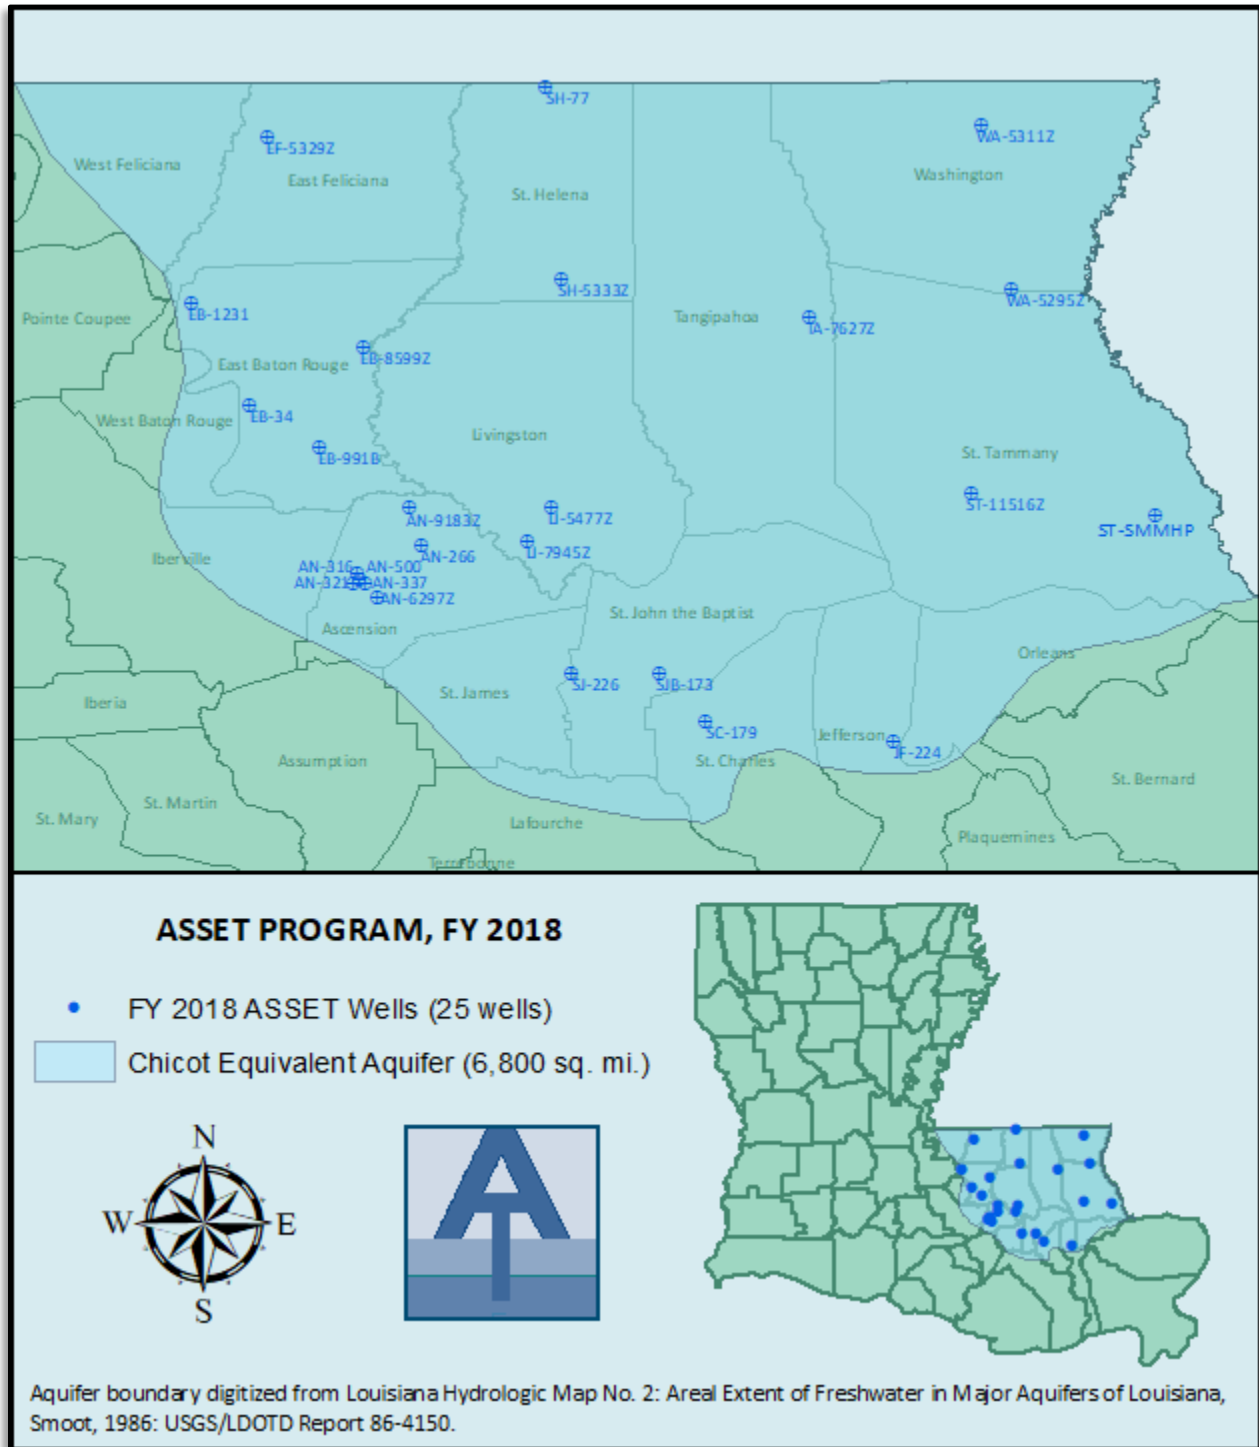 SH-77
WA-5311Z
EF-5329Z
West Feliciana
East Feliciana
Washington
St. Helena
SH-5333Z
WA-5295Z
EB-1231
Pointe Coupee
Tangipahoa
TA-7627Z
EB-8599Z
East Baton Rouge
EB-34
West Baton Rouge
Livingston
EB-991B
St. Tammany
ST-11516Z
AN-9183Z
LI-5477Z
ST-SMMHP
Iberville
AN-266
LI-7945Z
AN-316
AN-500
AN-321
AN-337
AN-6297Z
St. John the Baptist
Ascension
Orleans
SJ-226
SJB-173
St. James
Iberia
SC-179
Jefferson
JF-224
Assumption
St. Charles
St. Bernard
St. Martin
St. Mary
Lafourche
Plaquemines
Terrebonne
ASSET PROGRAM, FY 2018
FY 2018 ASSET Wells (25 wells)
Chicot Equivalent Aquifer (6,800 sq. mi.)
N
W
E
S
Aquifer boundary digitized from Louisiana Hydrologic Map No. 2: Areal Extent of Freshwater in Major Aquifers of Louisiana,
Smoot, 1986: USGS/LDOTD Report 86-4150.